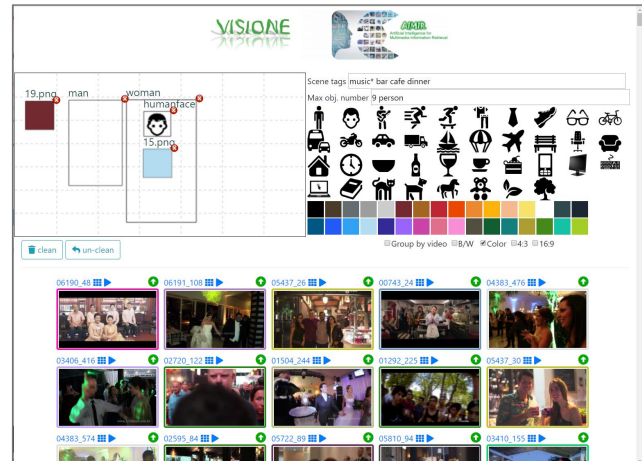 VISIONE
AIMIR
Artificial Intelligence for
Multimedia Information Retrieval
Scene tags music* bar cafe dinner
Max obj. number 9 person
19.png man woman
humanface
15.png
clean un-clean
Group by video B/W Color 4:3 16:9
06190_48 06191_108 05437_26 00743_24 04383_476
03406_416 02720_122 01504_244 01292_225 05437_30
04383_574 02595_84 05722_89 05810_94 03410_155